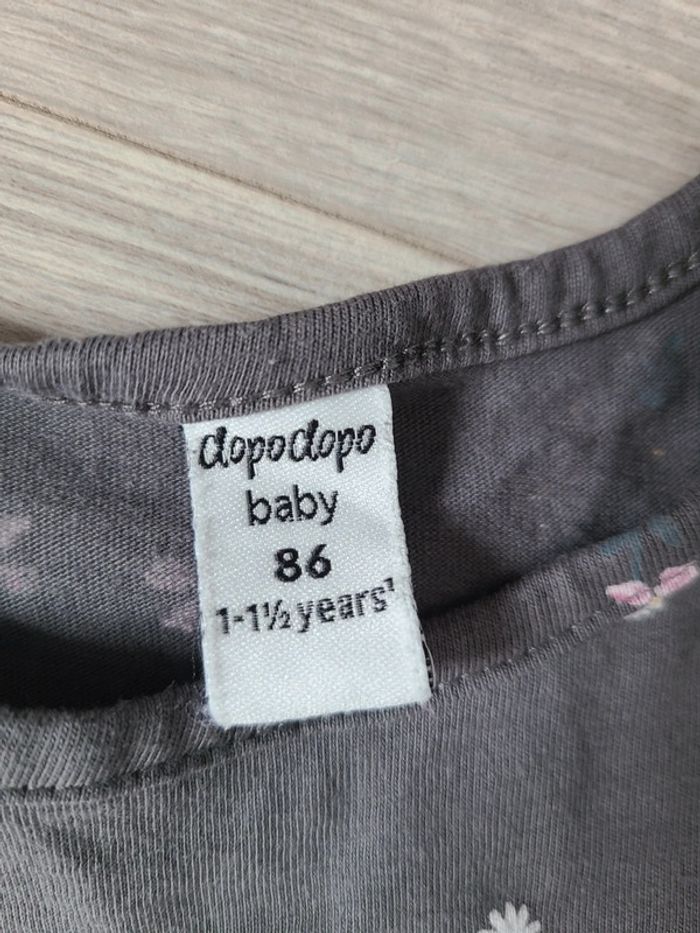 dopodopo
baby
86
1-1½ years¹